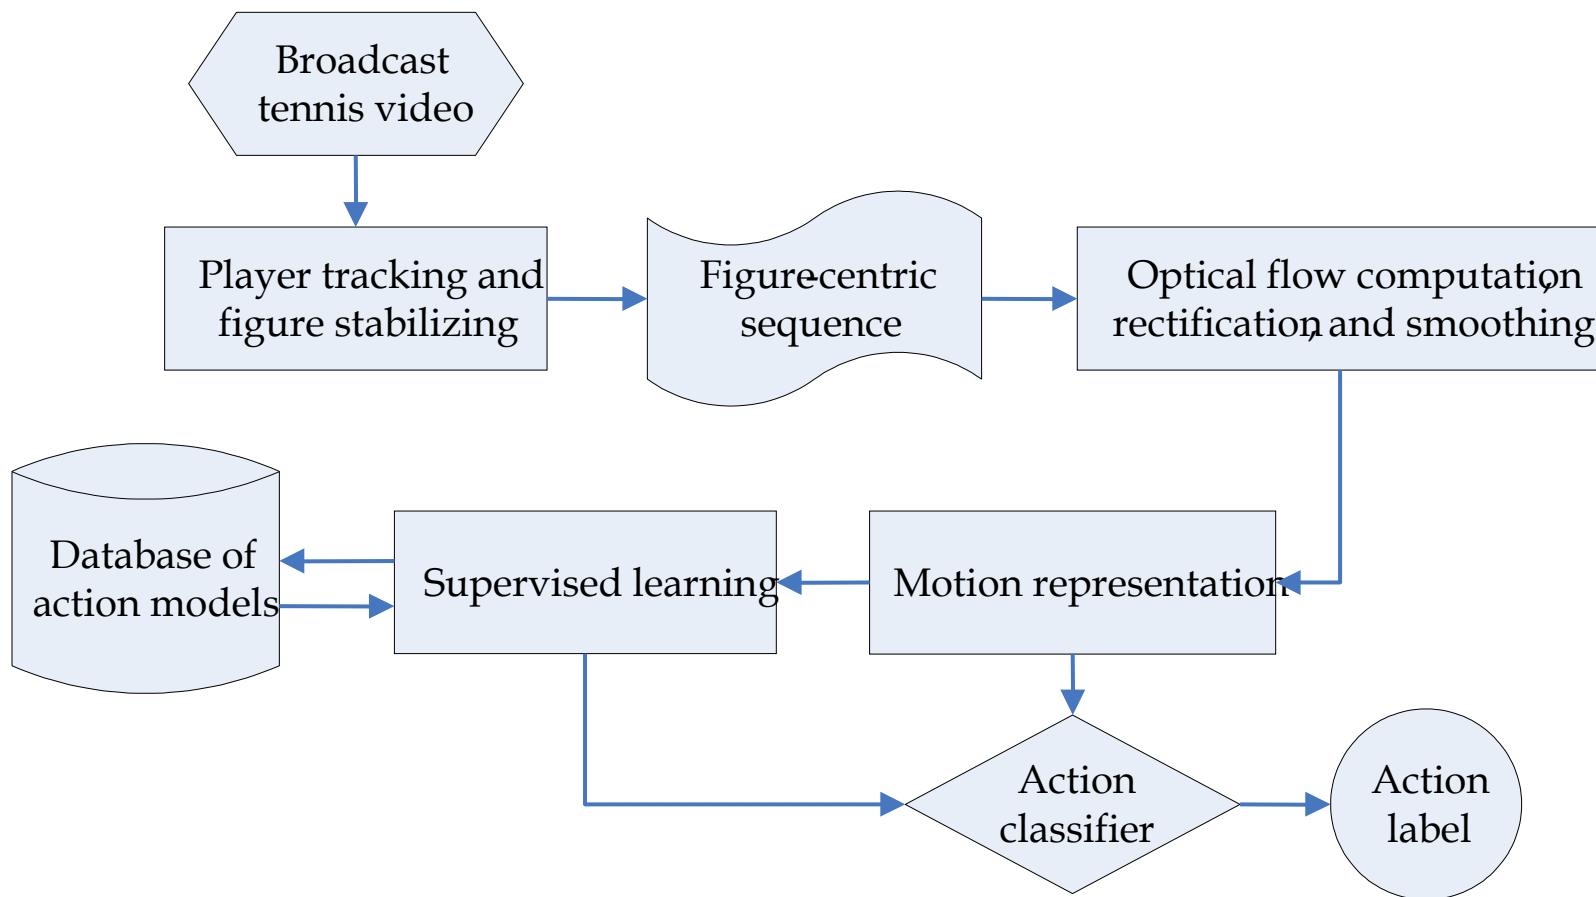 Broadcast
tennis video
Player tracking and
figure stabilizing
Figure-centric
sequence
Optical flow computation,
rectification, and smoothing
Database of
action models
Supervised learning
Motion representation
Action
classifier
Action
label